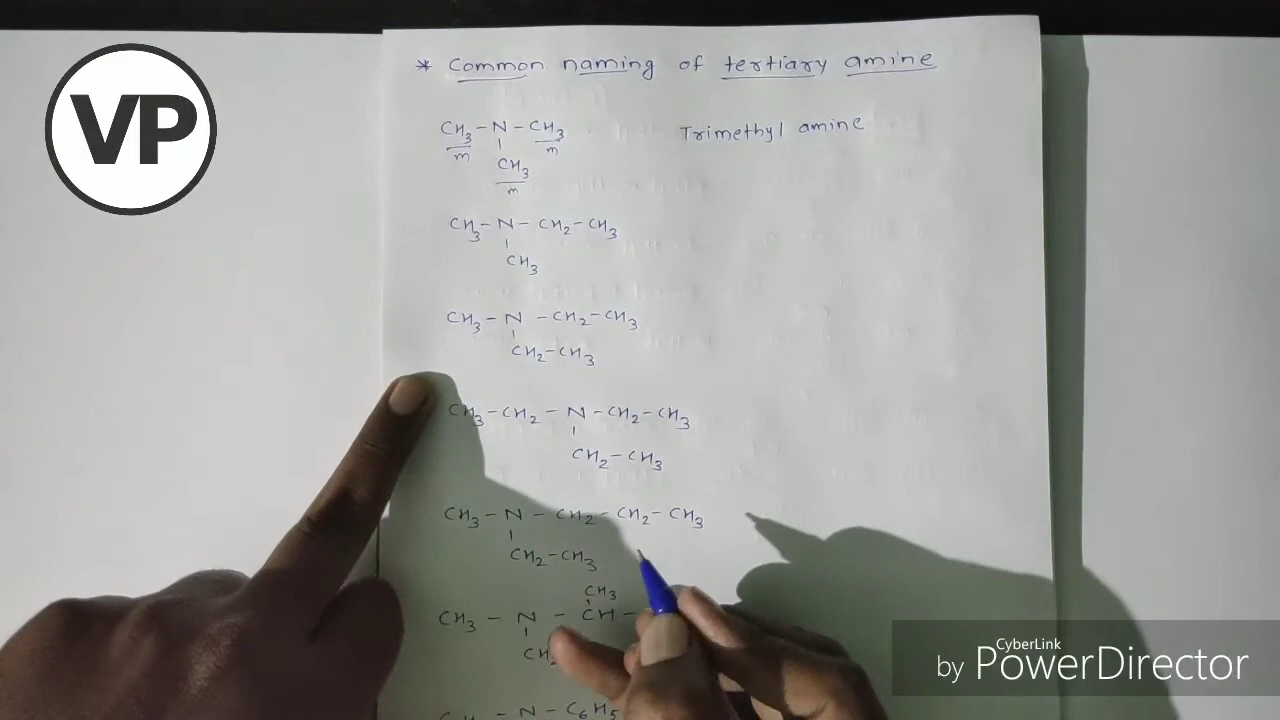 VP
* Common naming of tertiary amine
CH3 - N - CH3 Trimethyl amine
m m
CH3
m
CH3 - N - CH2 - CH3
CH3
CH3 - N - CH2 - CH3
CH2 - CH3
CH3 - CH2 - N - CH2 - CH3
CH2 - CH3
CH3 - N - CH2 - CH2 - CH3
CH2 - CH3
CH3
CH3 - N - CH -
- N - C6H5
CyberLink
by PowerDirector